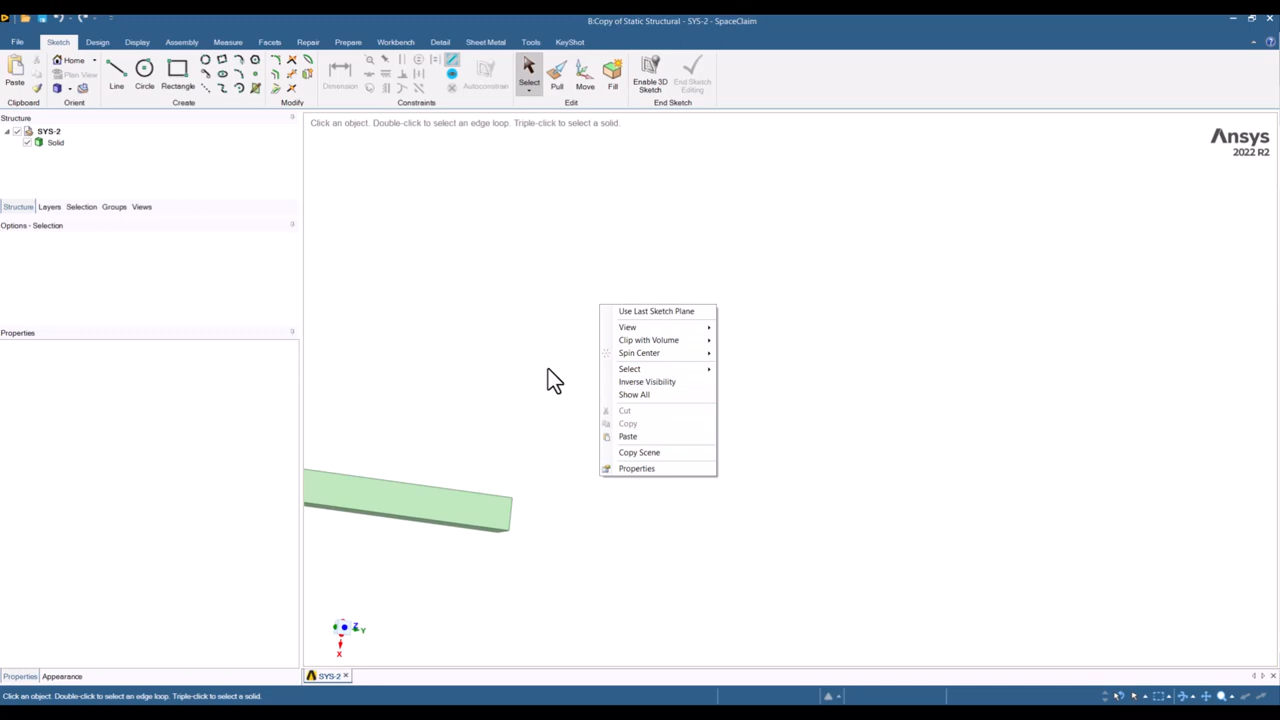 B:Copy of Static Structural - SYS-2 - SpaceClaim
File Sketch Design Display Assembly Measure Facets Repair Prepare Workbench Detail Sheet Metal Tools KeyShot
Paste
Home
Plan View
Line Circle Rectangle
Dimension
Autoconstrain
Select Pull Move Fill
Enable 3D Sketch
End Sketch Editing
Clipboard Orient Create Modify Constraints Edit End Sketch
Structure
SYS-2
Solid
Structure Layers Selection Groups Views
Options - Selection
Properties
Click an object. Double-click to select an edge loop. Triple-click to select a solid.
Ansys
2022 R2
Use Last Sketch Plane
View
Clip with Volume
Spin Center
Select
Inverse Visibility
Show All
Cut
Copy
Paste
Copy Scene
Properties
Z
Y
X
Properties Appearance
SYS-2
Click an object. Double-click to select an edge loop. Triple-click to select a solid.